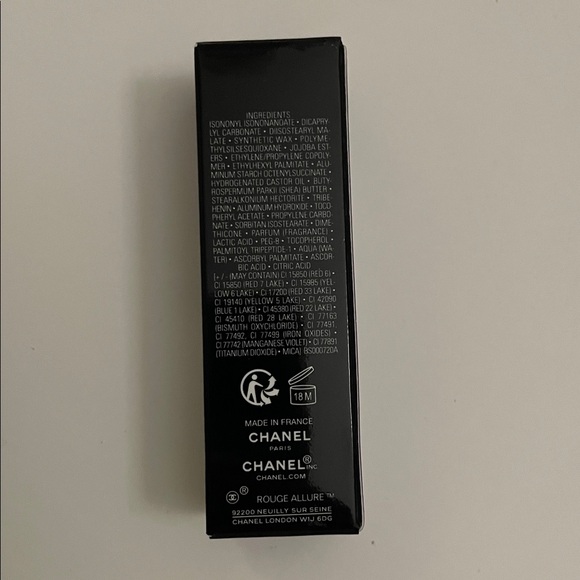 INGREDIENTS:
ISONONYL ISONONANOATE • DICAPRY-
LYL CARBONATE • DIISOSTEARYL MA-
LATE • SYNTHETIC WAX • POLYME-
THYLSILSESQUIOXANE • JOJOBA EST-
ERS • ETHYLENE/PROPYLENE COPOLY-
MER • ETHYLHEXYL PALMITATE • ALU-
MINUM STARCH OCTENYLSUCCINATE •
HYDROGENATED CASTOR OIL • BUTY-
ROSPERMUM PARKII (SHEA) BUTTER •
STEARALKONIUM HECTORITE • TRIBE-
HENIN • ALUMINUM HYDROXIDE • TOCO-
PHERYL ACETATE • PROPYLENE CARBO-
NATE • SORBITAN ISOSTEARATE • DIME-
THICONE • PARFUM (FRAGRANCE) •
LACTIC ACID • PEG-8 • TOCOPHEROL •
PALMITOYL TRIPEPTIDE-1 • AQUA (WA-
TER) • ASCORBYL PALMITATE • ASCOR-
BIC ACID • CITRIC ACID
[+ / - (MAY CONTAIN) CI 15850 (RED 6) •
CI 15850 (RED 7 LAKE) • CI 15985 (YEL-
LOW 6 LAKE) • CI 17200 (RED 33 LAKE) •
CI 19140 (YELLOW 5 LAKE) • CI 42090
(BLUE 1 LAKE) • CI 45380 (RED 22 LAKE) •
CI 45410 (RED 28 LAKE) • CI 77163
(BISMUTH OXYCHLORIDE) • CI 77491,
CI 77492, CI 77499 (IRON OXIDES) •
CI 77742 (MANGANESE VIOLET) • CI 77891
(TITANIUM DIOXIDE) • MICA] BS000720A
18 M
MADE IN FRANCE
CHANEL
PARIS
CHANEL® INC.
CHANEL.COM
® ROUGE ALLURE™
92200 NEUILLY SUR SEINE
CHANEL LONDON W1J 6DG